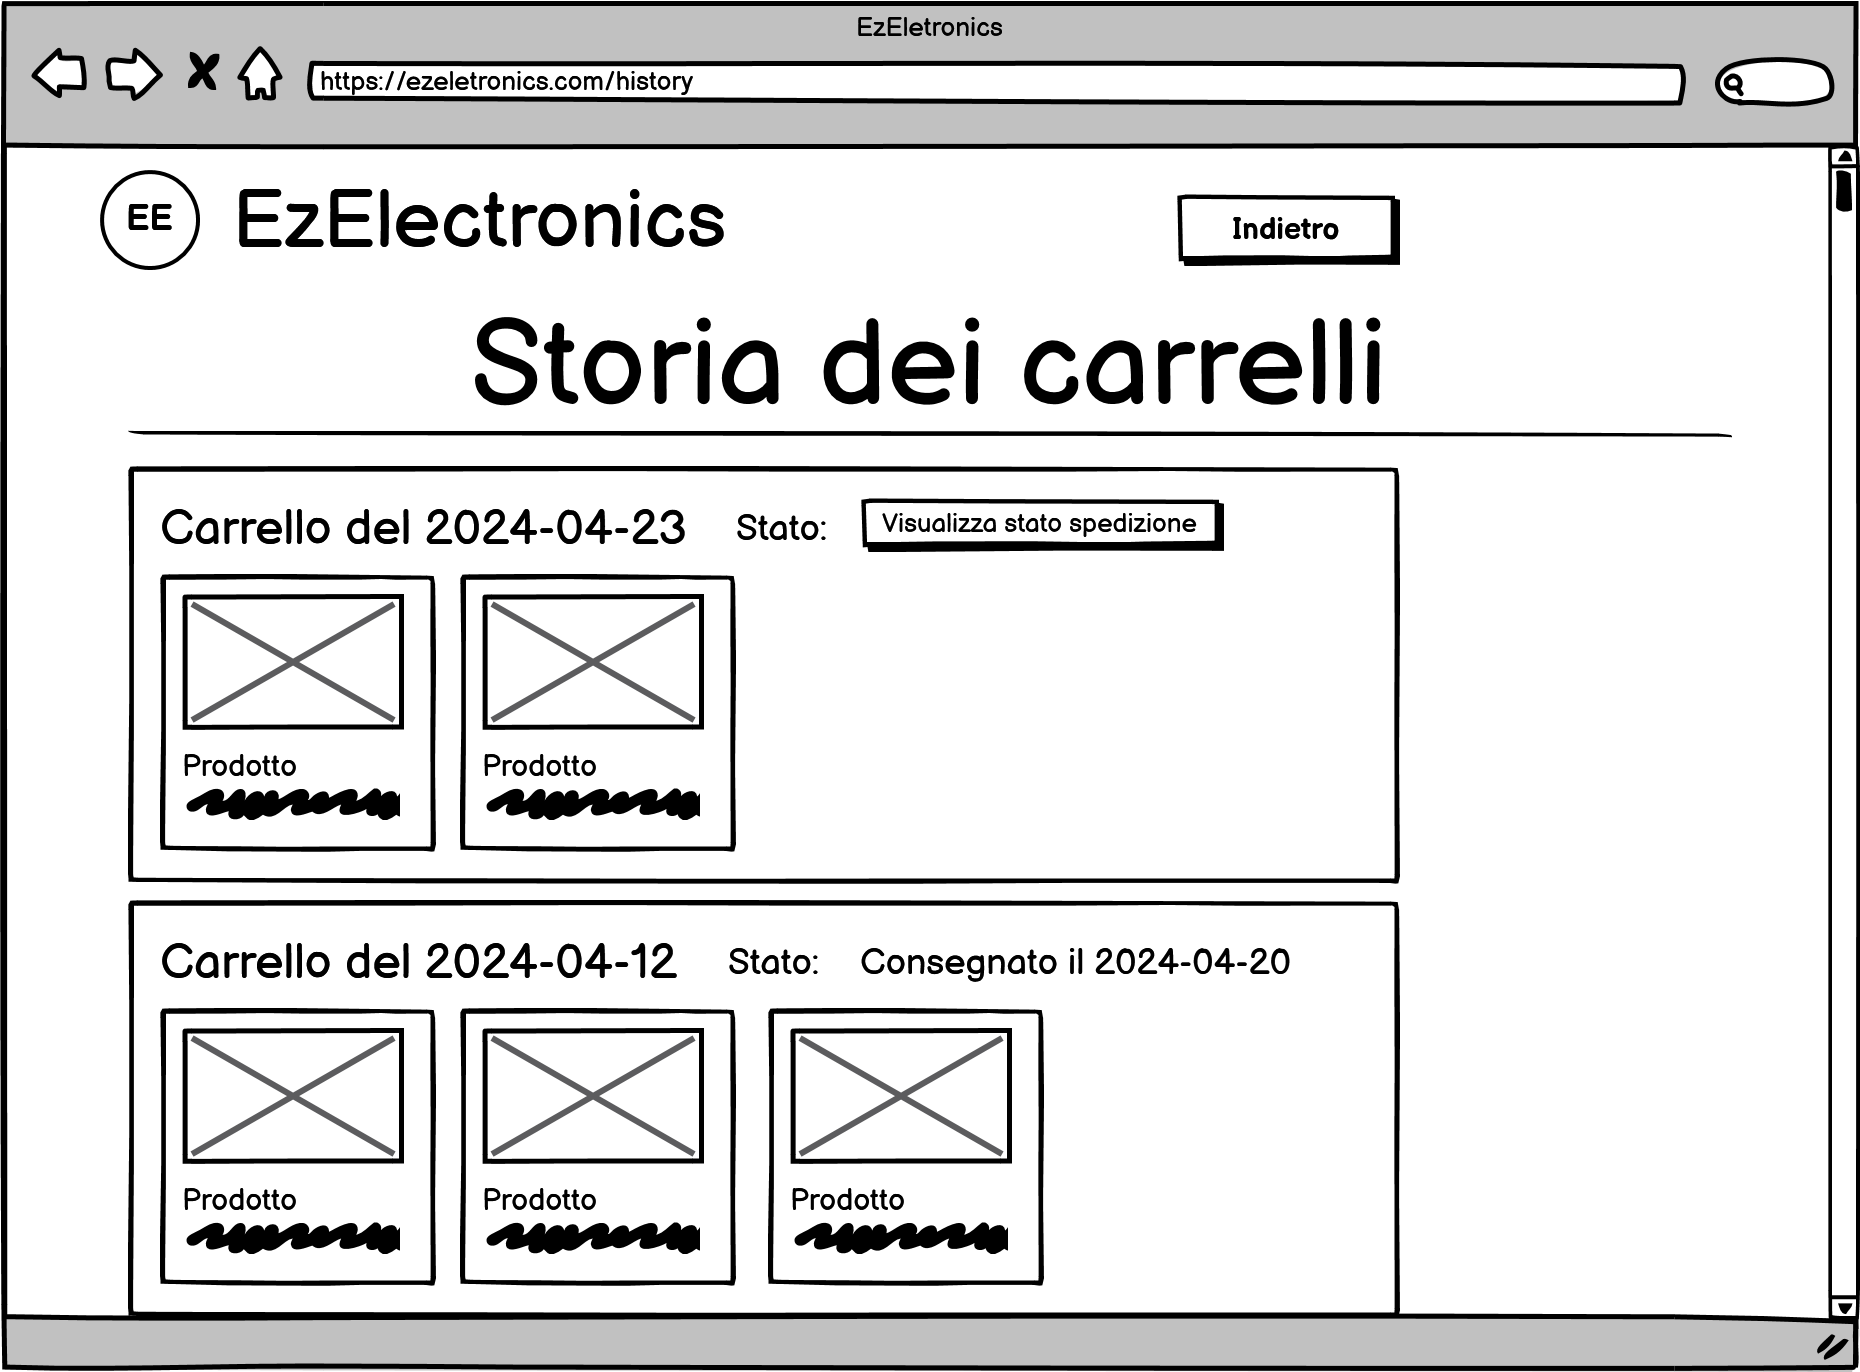 EzEletronics
https://ezeletronics.com/history
EE EzElectronics
Indietro
Storia dei carrelli
Carrello del 2024-04-23 Stato: Visualizza stato spedizione
Prodotto Prodotto
Carrello del 2024-04-12 Stato: Consegnato il 2024-04-20
Prodotto Prodotto Prodotto